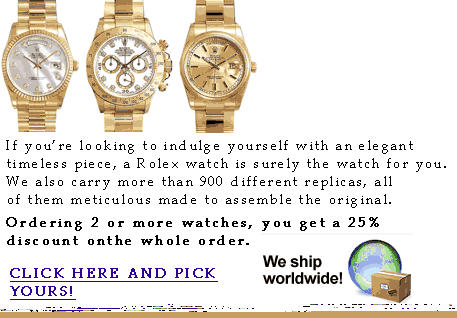 If you're looking to indulge yourself with an elegant
timeless piece, a Rolex watch is surely the watch for you.
We also carry more than 900 different replicas, all
of them meticulous made to assemble the original.
Ordering 2 or more watches, you get a 25%
discount onthe whole order.
CLICK HERE AND PICK
YOURS!
We ship
worldwide!